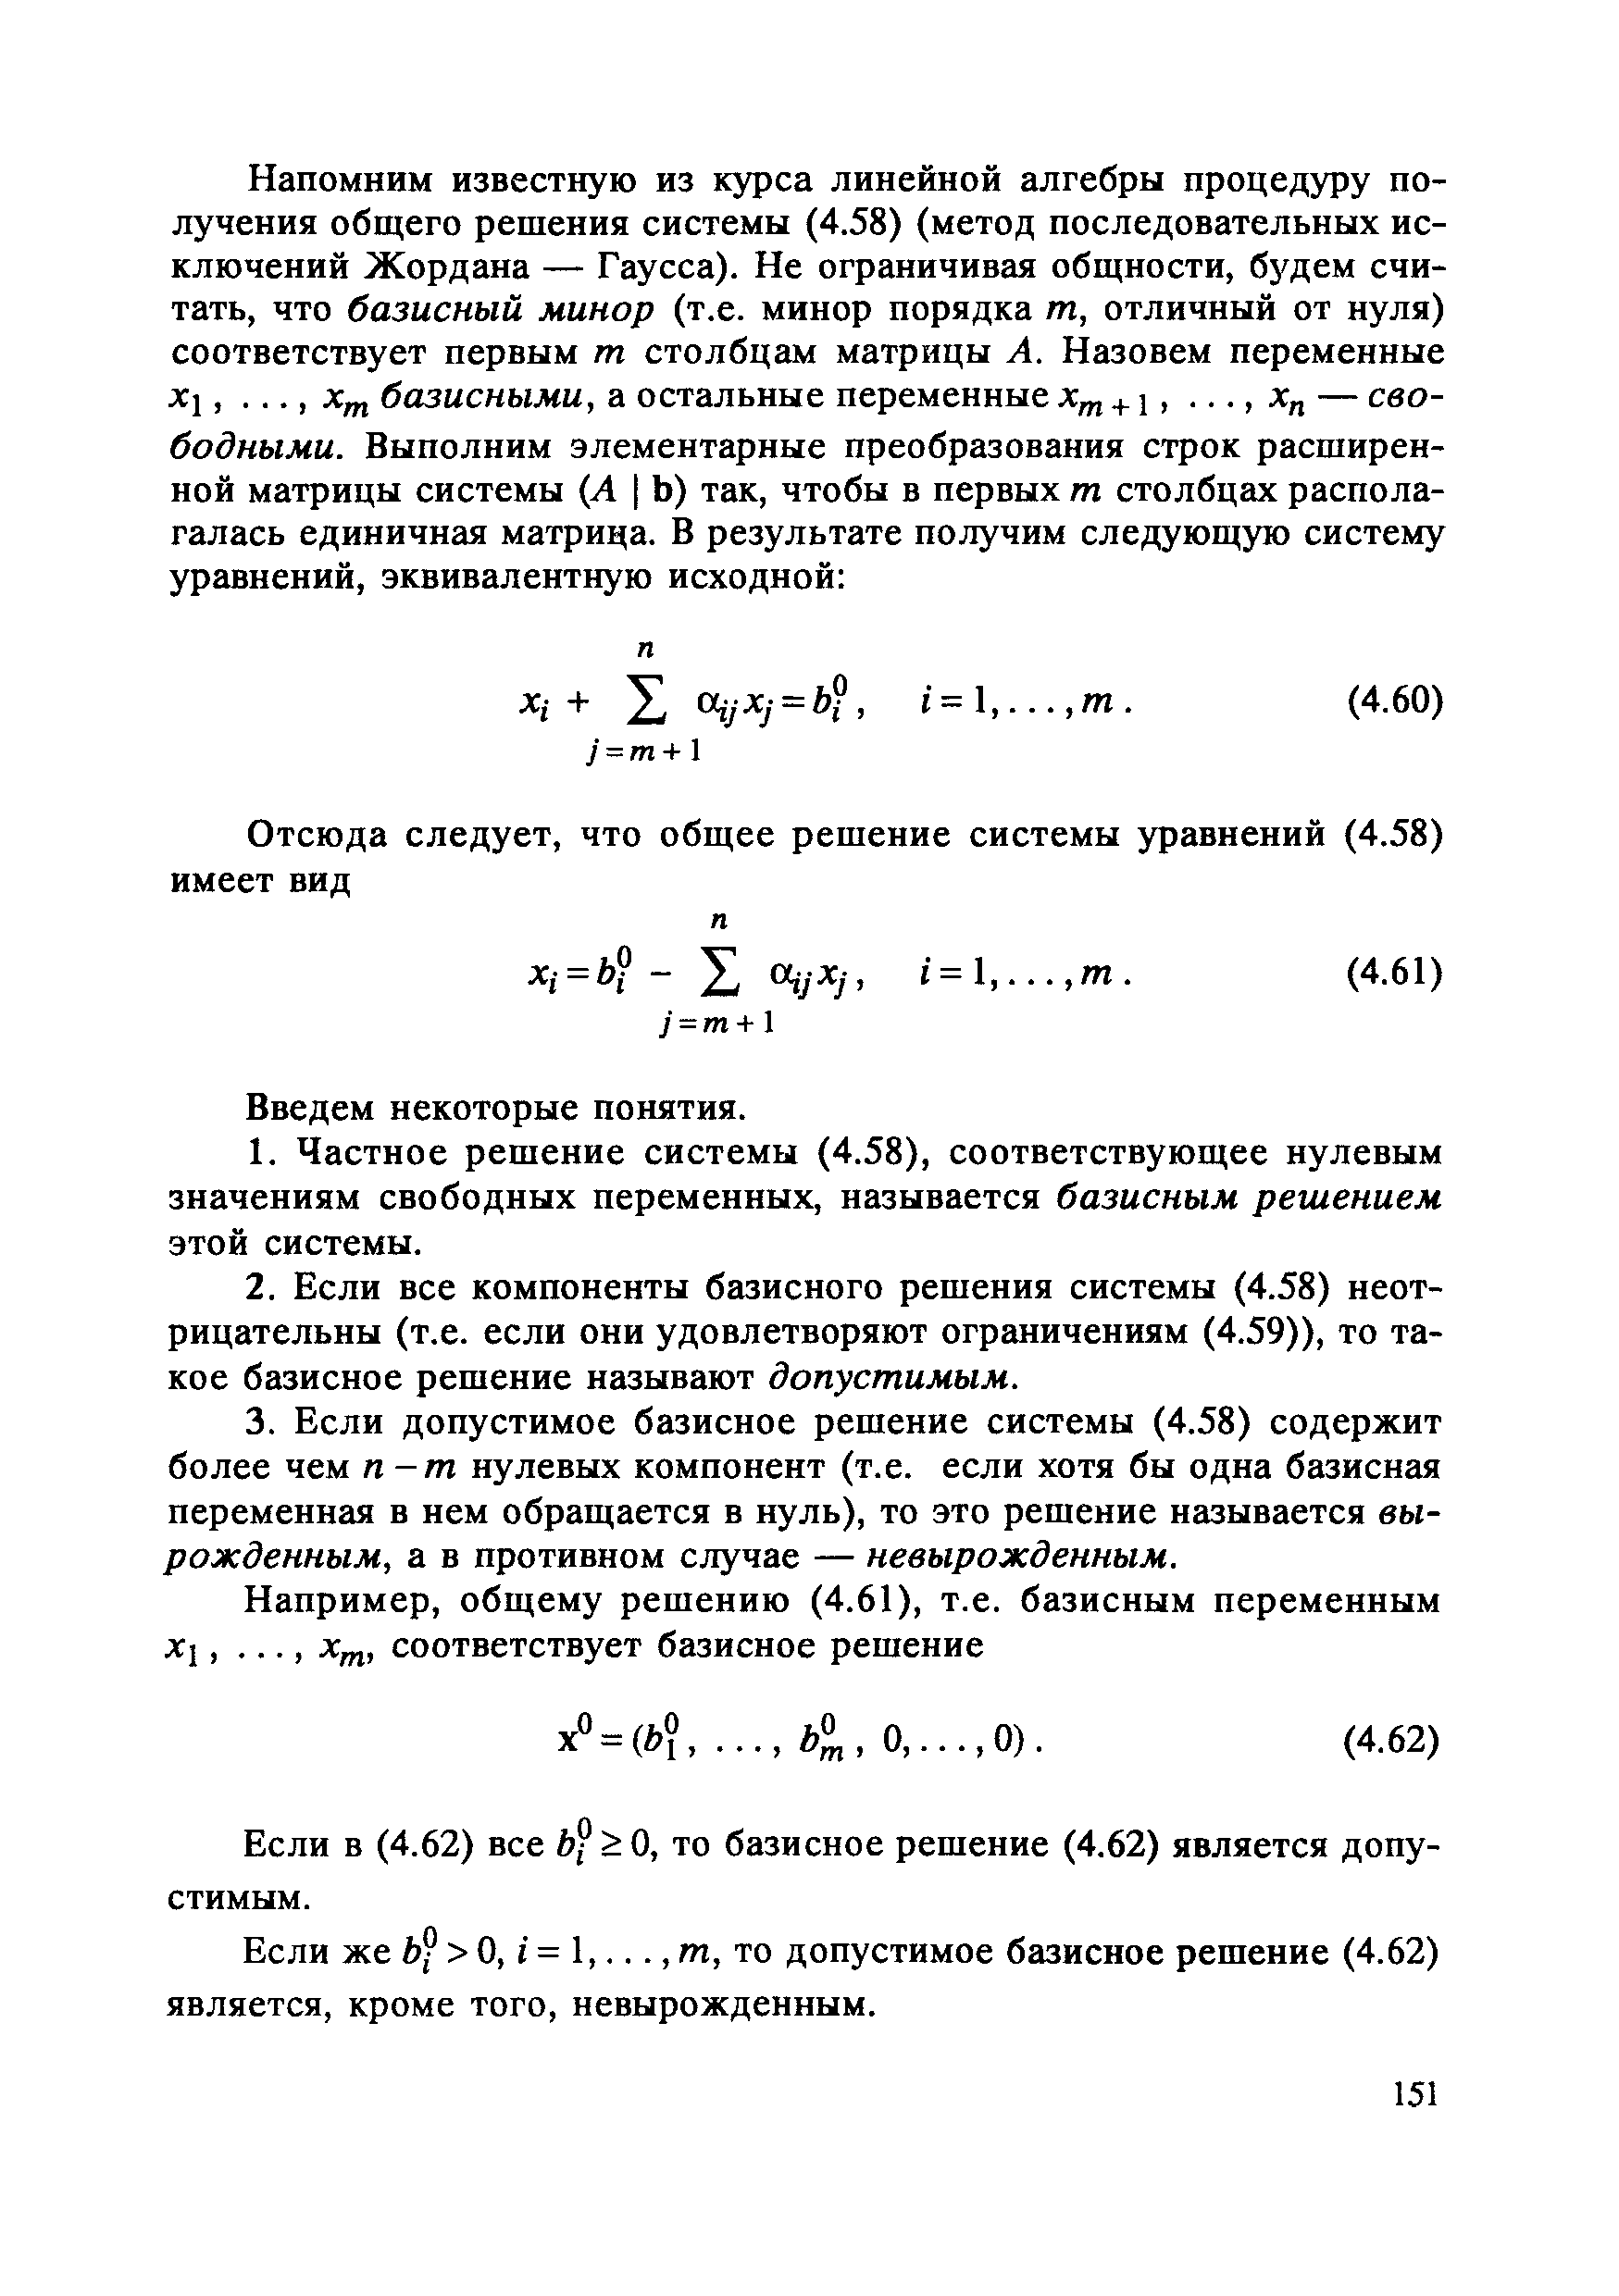 Напомним известную из курса линейной алгебры процедуру по-
лучения общего решения системы (4.58) (метод последовательных ис-
ключений Жордана — Гаусса). Не ограничивая общности, будем счи-
тать, что базисный минор (т.е. минор порядка m, отличный от нуля)
соответствует первым m столбцам матрицы A. Назовем переменные
x₁ , . . . , xₘ базисными, а остальные переменные xₘ₊₁ , . . . , xₙ — сво-
бодными. Выполним элементарные преобразования строк расширен-
ной матрицы системы (A | b) так, чтобы в первых m столбцах распола-
галась единичная матрица. В результате получим следующую систему
уравнений, эквивалентную исходной:
n
xᵢ + ∑ αᵢⱼxⱼ = bᵢ⁰ , i = 1,. . . ,m . (4.60)
j = m + 1
Отсюда следует, что общее решение системы уравнений (4.58)
имеет вид
n
xᵢ = bᵢ⁰ − ∑ αᵢⱼxⱼ , i = 1,. . . ,m . (4.61)
j = m + 1
Введем некоторые понятия.
1. Частное решение системы (4.58), соответствующее нулевым
значениям свободных переменных, называется базисным решением
этой системы.
2. Если все компоненты базисного решения системы (4.58) неот-
рицательны (т.е. если они удовлетворяют ограничениям (4.59)), то та-
кое базисное решение называют допустимым.
3. Если допустимое базисное решение системы (4.58) содержит
более чем n − m нулевых компонент (т.е. если хотя бы одна базисная
переменная в нем обращается в нуль), то это решение называется вы-
рожденным, а в противном случае — невырожденным.
Например, общему решению (4.61), т.е. базисным переменным
x₁ , . . . , xₘ, соответствует базисное решение
x⁰ = (b₁⁰ , . . . , bₘ⁰ , 0,. . . ,0) . (4.62)
Если в (4.62) все bᵢ⁰ ≥ 0, то базисное решение (4.62) является допу-
стимым.
Если же bᵢ⁰ > 0, i = 1,. . . ,m, то допустимое базисное решение (4.62)
является, кроме того, невырожденным.
151